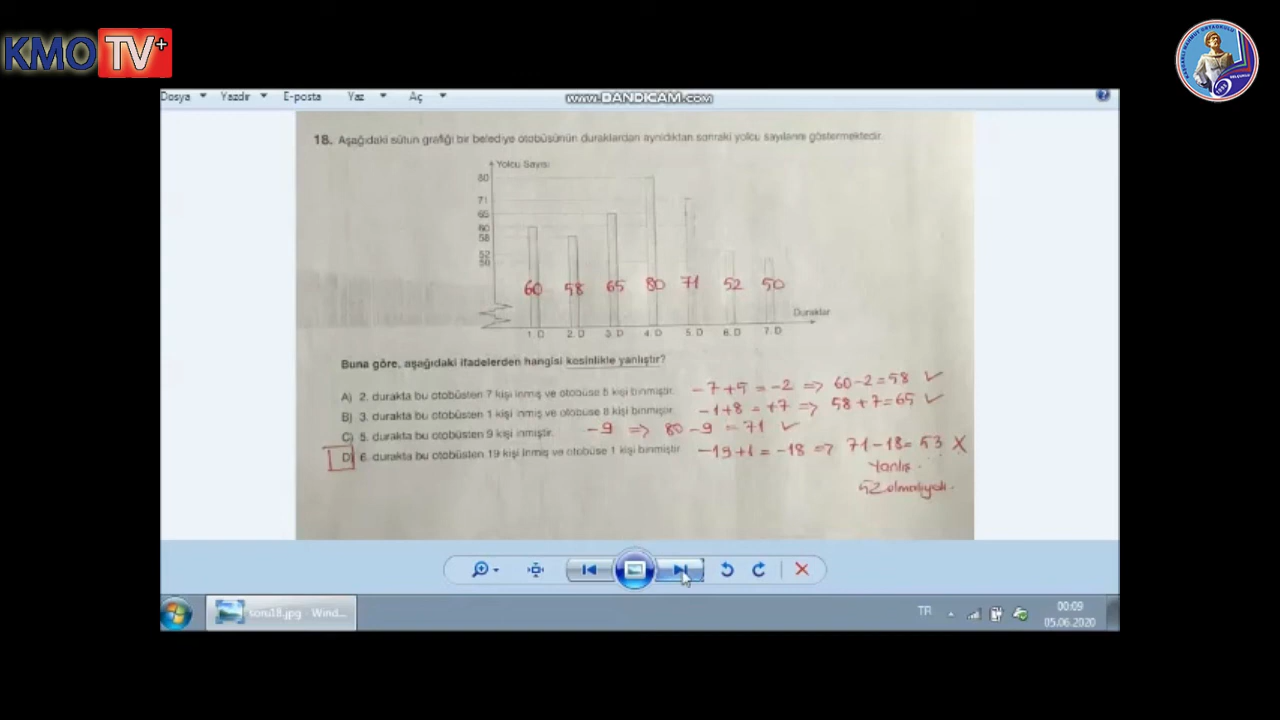 KMO TV+
Dosya Yazdır E-posta Yaz Aç
www.BANDICAM.com
18. Aşağıdaki sütun grafiği bir belediye otobüsünün duraklardan ayrıldıktan sonraki yolcu sayılarını göstermektedir.
Yolcu Sayısı
80
71
65
60
58
52
50
60 58 65 80 71 52 50
Duraklar
1. D 2. D 3. D 4. D 5. D 6. D 7. D
Buna göre, aşağıdaki ifadelerden hangisi kesinlikle yanlıştır?
A) 2. durakta bu otobüsten 7 kişi inmiş ve otobüse 5 kişi binmiştir. -7+5 = -2 => 60-2=58 ✓
B) 3. durakta bu otobüsten 1 kişi inmiş ve otobüse 8 kişi binmiştir. -1+8 = +7 => 58+7=65 ✓
C) 5. durakta bu otobüsten 9 kişi inmiştir. -9 => 80-9 = 71 ✓
D) 6. durakta bu otobüsten 19 kişi inmiş ve otobüse 1 kişi binmiştir -19+1 = -18 => 71-18= 53 X
Yanlış.
52 olmalıydı.
soru18.jpg - Wind...
TR
00:09
05.06.2020